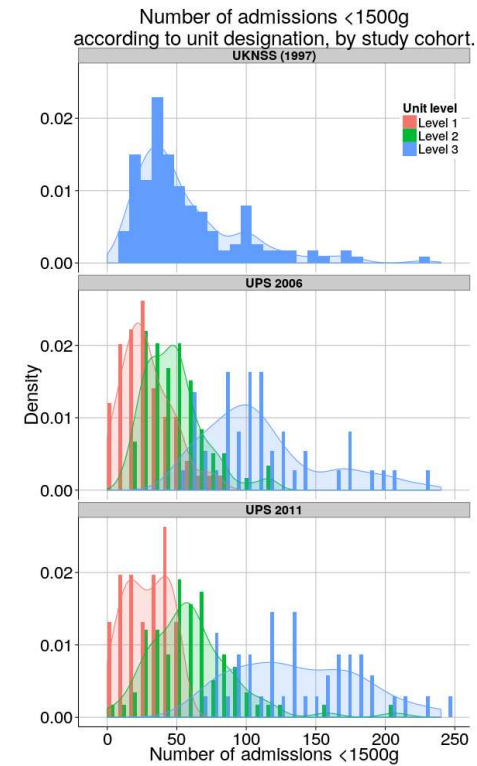 Number of admissions <1500g
according to unit designation, by study cohort.
UKNSS (1997)
Unit level
Level 1
Level 2
Level 3
0.02
0.01
0.00
UPS 2006
0.02
0.01
0.00
Density
UPS 2011
0.02
0.01
0.00
0 50 100 150 200 250
Number of admissions <1500g